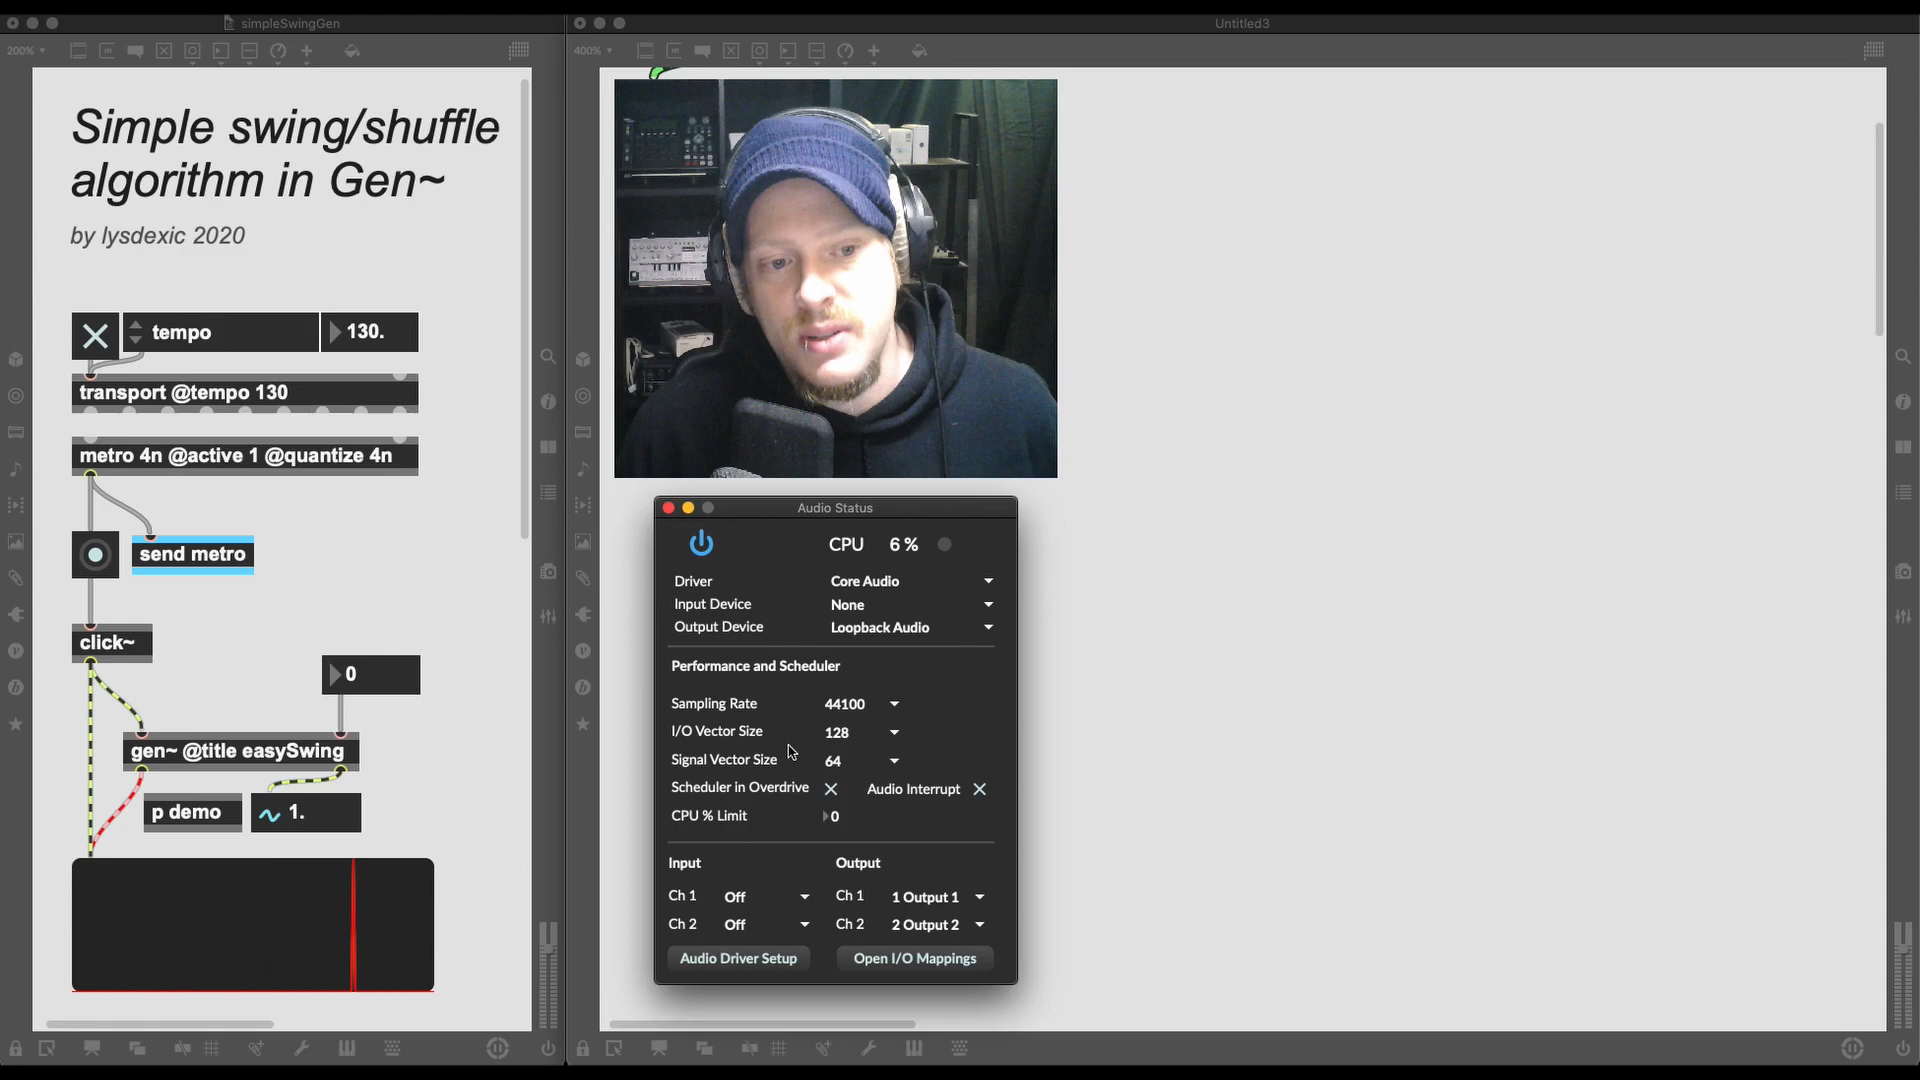 simpleSwingGen
Untitled3
200%
400%
Simple swing/shuffle
algorithm in Gen~
by lysdexic 2020
tempo
130.
transport @tempo 130
metro 4n @active 1 @quantize 4n
send metro
click~
0
gen~ @title easySwing
p demo
1.
Audio Status
CPU 6 %
Driver Core Audio
Input Device None
Output Device Loopback Audio
Performance and Scheduler
Sampling Rate 44100
I/O Vector Size 128
Signal Vector Size 64
Scheduler in Overdrive Audio Interrupt
CPU % Limit 0
Input Output
Ch 1 Off Ch 1 1 Output 1
Ch 2 Off Ch 2 2 Output 2
Audio Driver Setup Open I/O Mappings